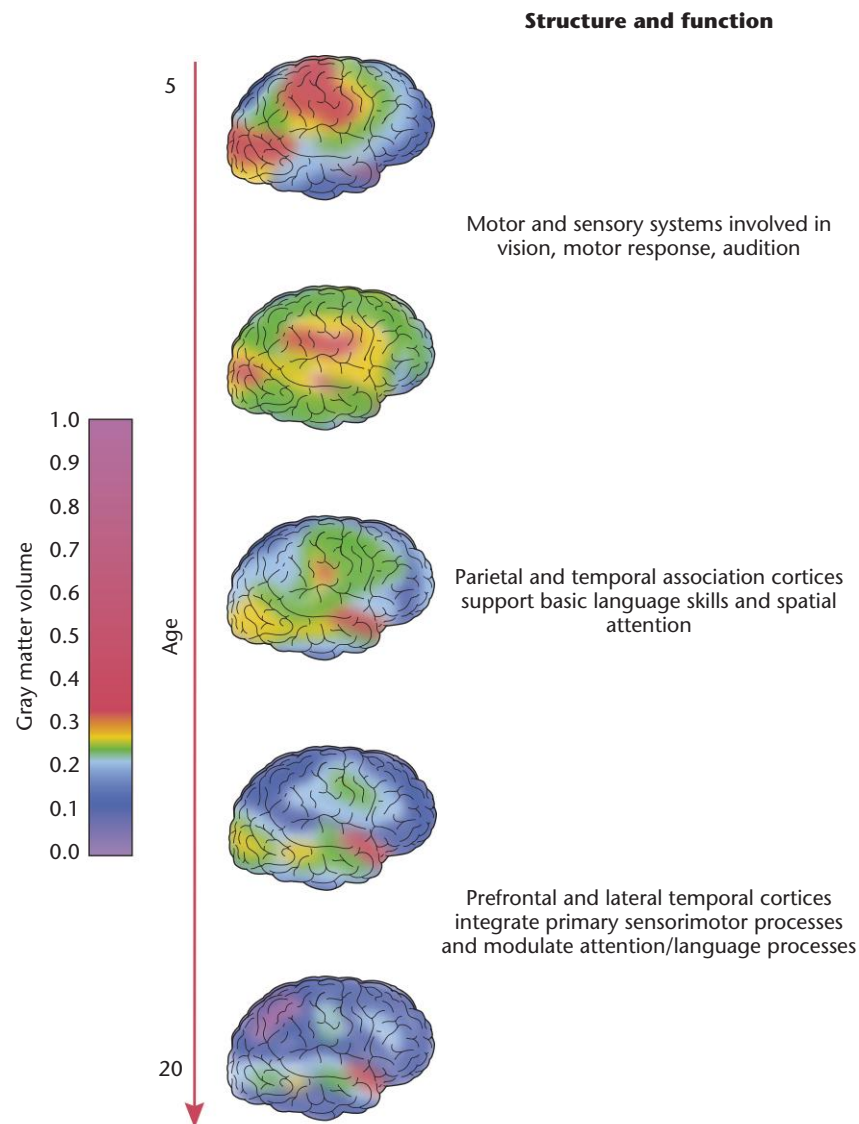 Structure and function
5
Motor and sensory systems involved in
vision, motor response, audition
1.0
0.9
0.8
0.7
0.6
0.5
0.4
0.3
0.2
0.1
0.0
Gray matter volume
Age
Parietal and temporal association cortices
support basic language skills and spatial
attention
Prefrontal and lateral temporal cortices
integrate primary sensorimotor processes
and modulate attention/language processes
20